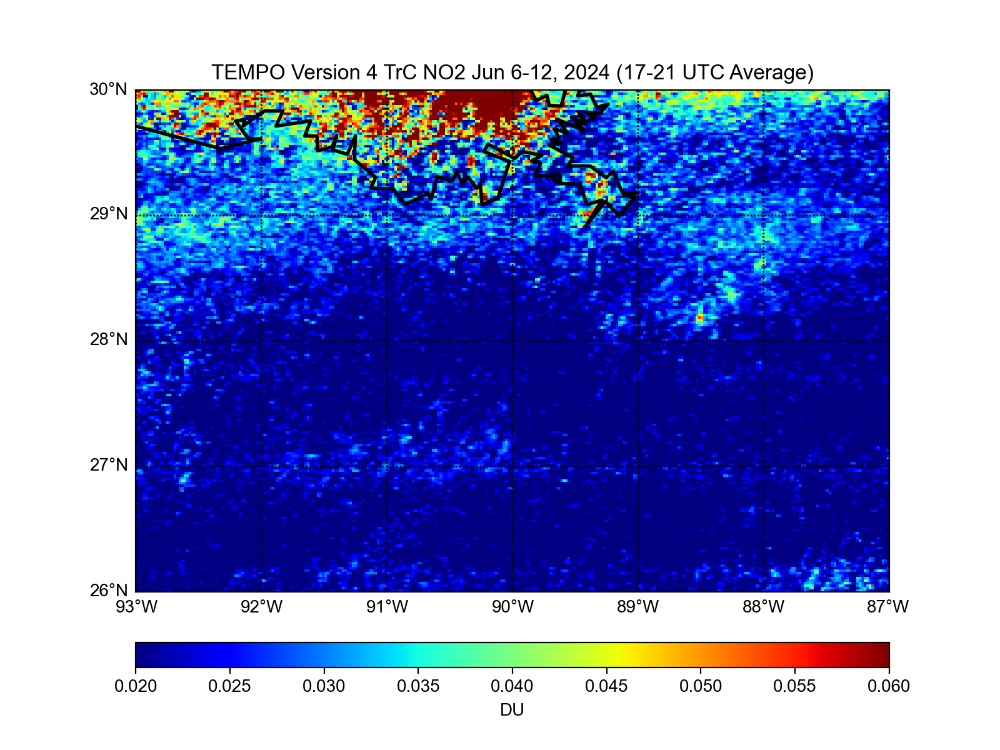 TEMPO Version 4 TrC NO2 Jun 6-12, 2024 (17-21 UTC Average)
30°N
29°N
28°N
27°N
26°N
93°W 92°W 91°W 90°W 89°W 88°W 87°W
0.020 0.025 0.030 0.035 0.040 0.045 0.050 0.055 0.060
DU